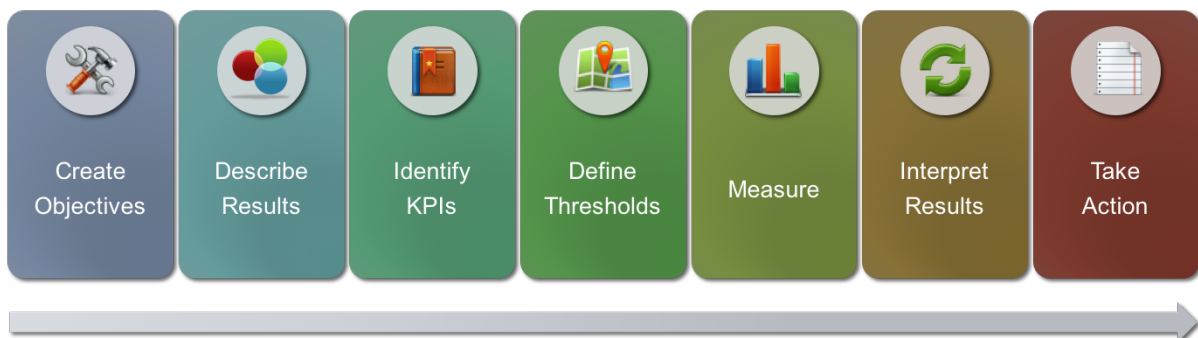 Create
Objectives
Describe
Results
Identify
KPIs
Define
Thresholds
Measure
Interpret
Results
Take
Action